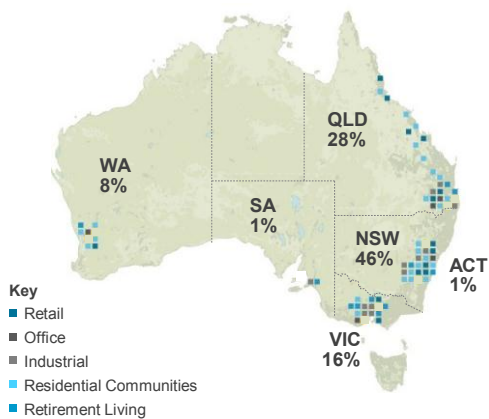 QLD
28%
WA
8%
SA
1%
NSW
46%
ACT
1%
VIC
16%
Key
Retail
Office
Industrial
Residential Communities
Retirement Living